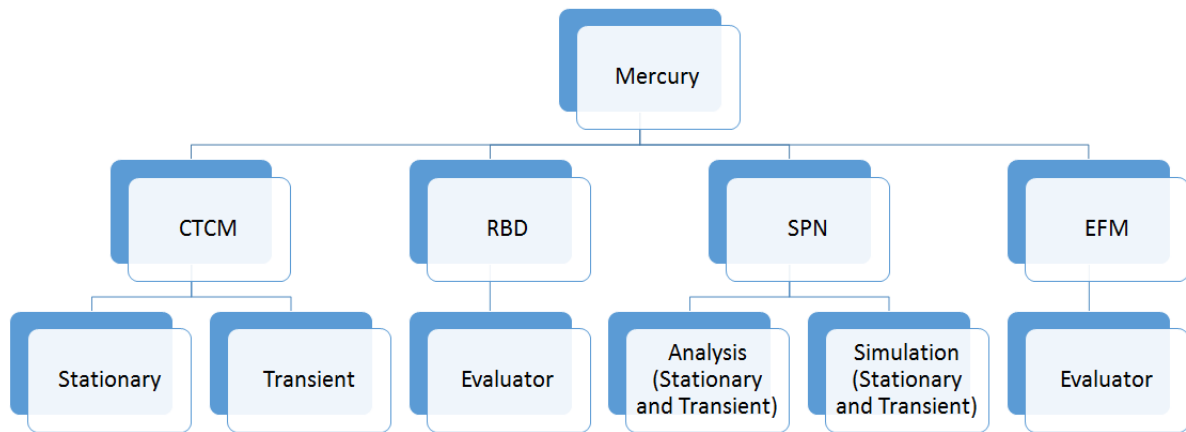 Mercury
CTCM
RBD
SPN
EFM
Stationary
Transient
Evaluator
Analysis
(Stationary
and Transient)
Simulation
(Stationary
and Transient)
Evaluator